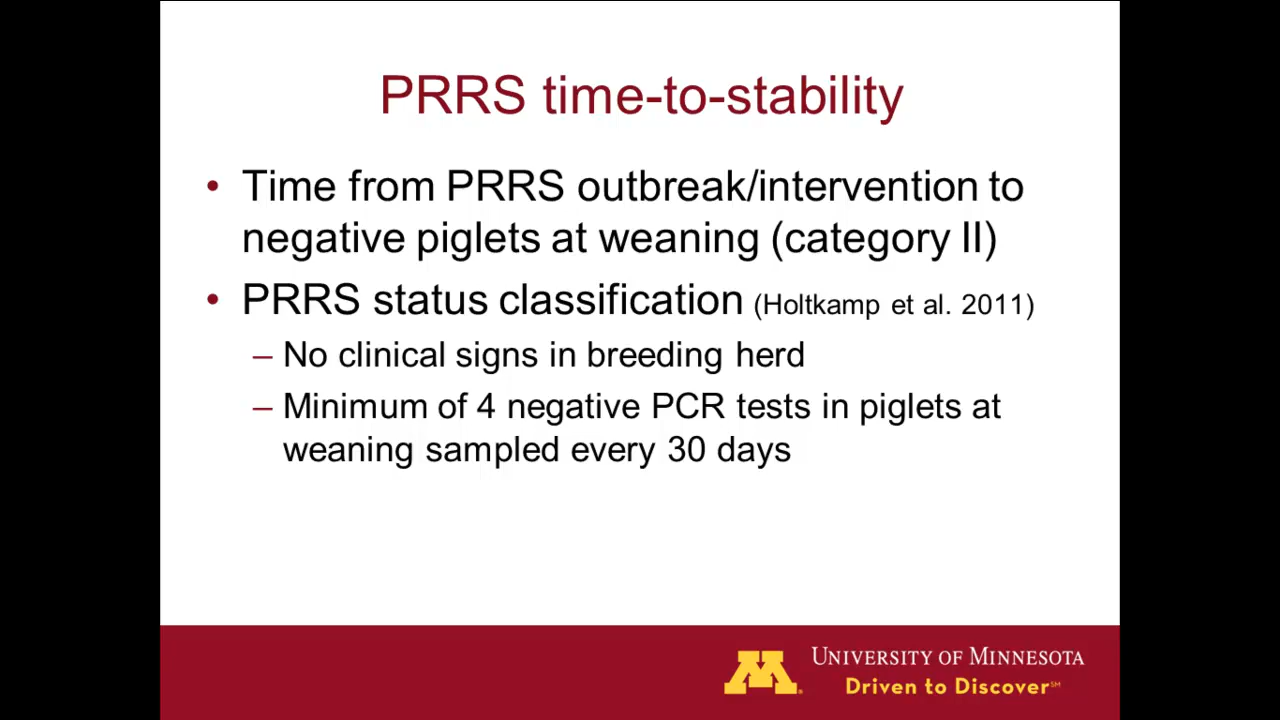 PRRS time-to-stability
• Time from PRRS outbreak/intervention to
negative piglets at weaning (category II)
• PRRS status classification (Holtkamp et al. 2011)
– No clinical signs in breeding herd
– Minimum of 4 negative PCR tests in piglets at
weaning sampled every 30 days
M
UNIVERSITY OF MINNESOTA
Driven to Discover℠